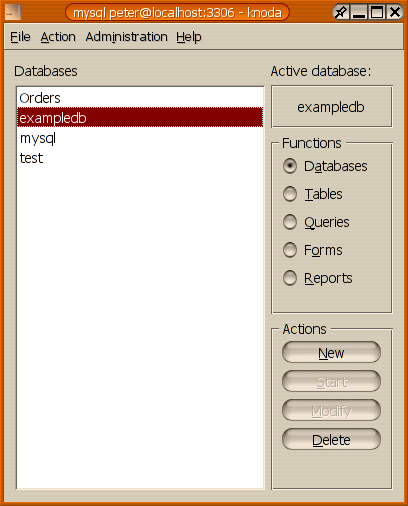 mysql peter@localhost:3306 - knoda
File Action Administration Help
Databases
Orders
exampledb
mysql
test
Active database:
exampledb
Functions
Databases
Tables
Queries
Forms
Reports
Actions
New
Start
Modify
Delete